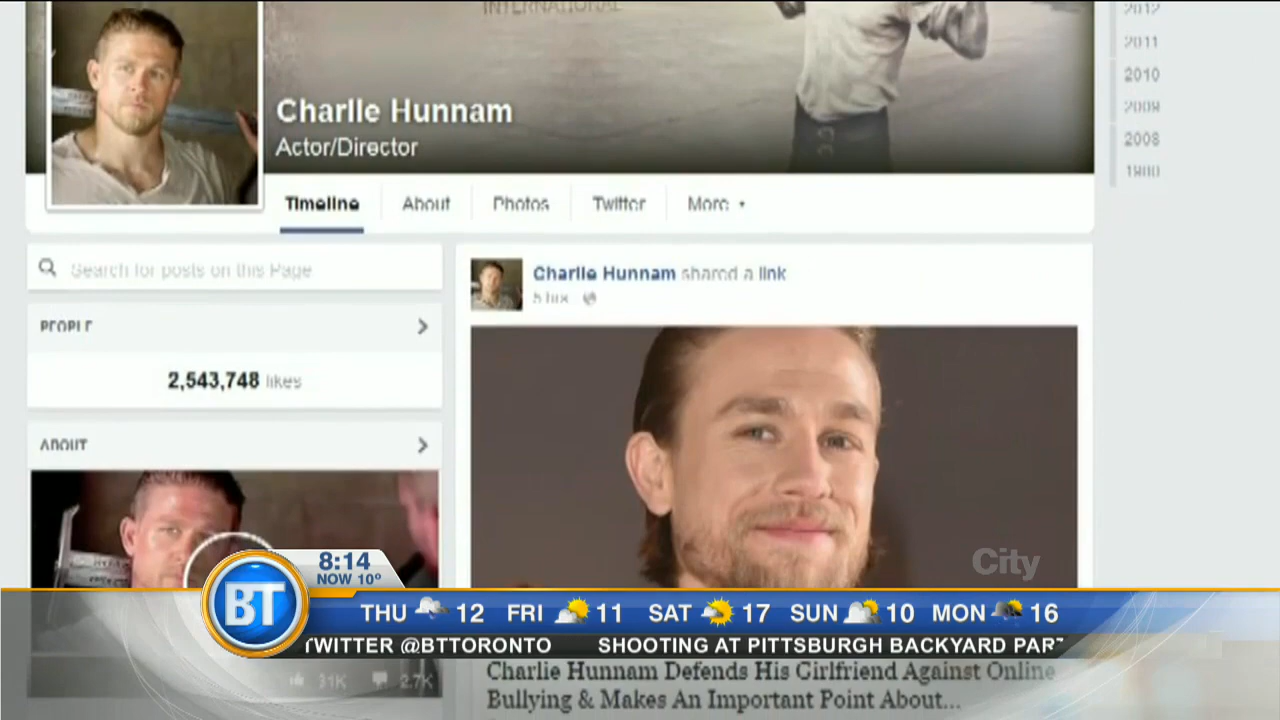 INTERNATIONAL
Charlie Hunnam
Actor/Director
2012
2011
2010
2009
2008
1980
Timeline
About
Photos
Twitter
More
Search for posts on this Page
Charlie Hunnam shared a link
5 hrs
PEOPLE
2,543,748 likes
ABOUT
City
8:14
NOW 10°
BT
THU 12 FRI 11 SAT 17 SUN 10 MON 16
TWITTER @BTTORONTO SHOOTING AT PITTSBURGH BACKYARD PART
31K 2.7K
Charlie Hunnam Defends His Girlfriend Against Online
Bullying & Makes An Important Point About...